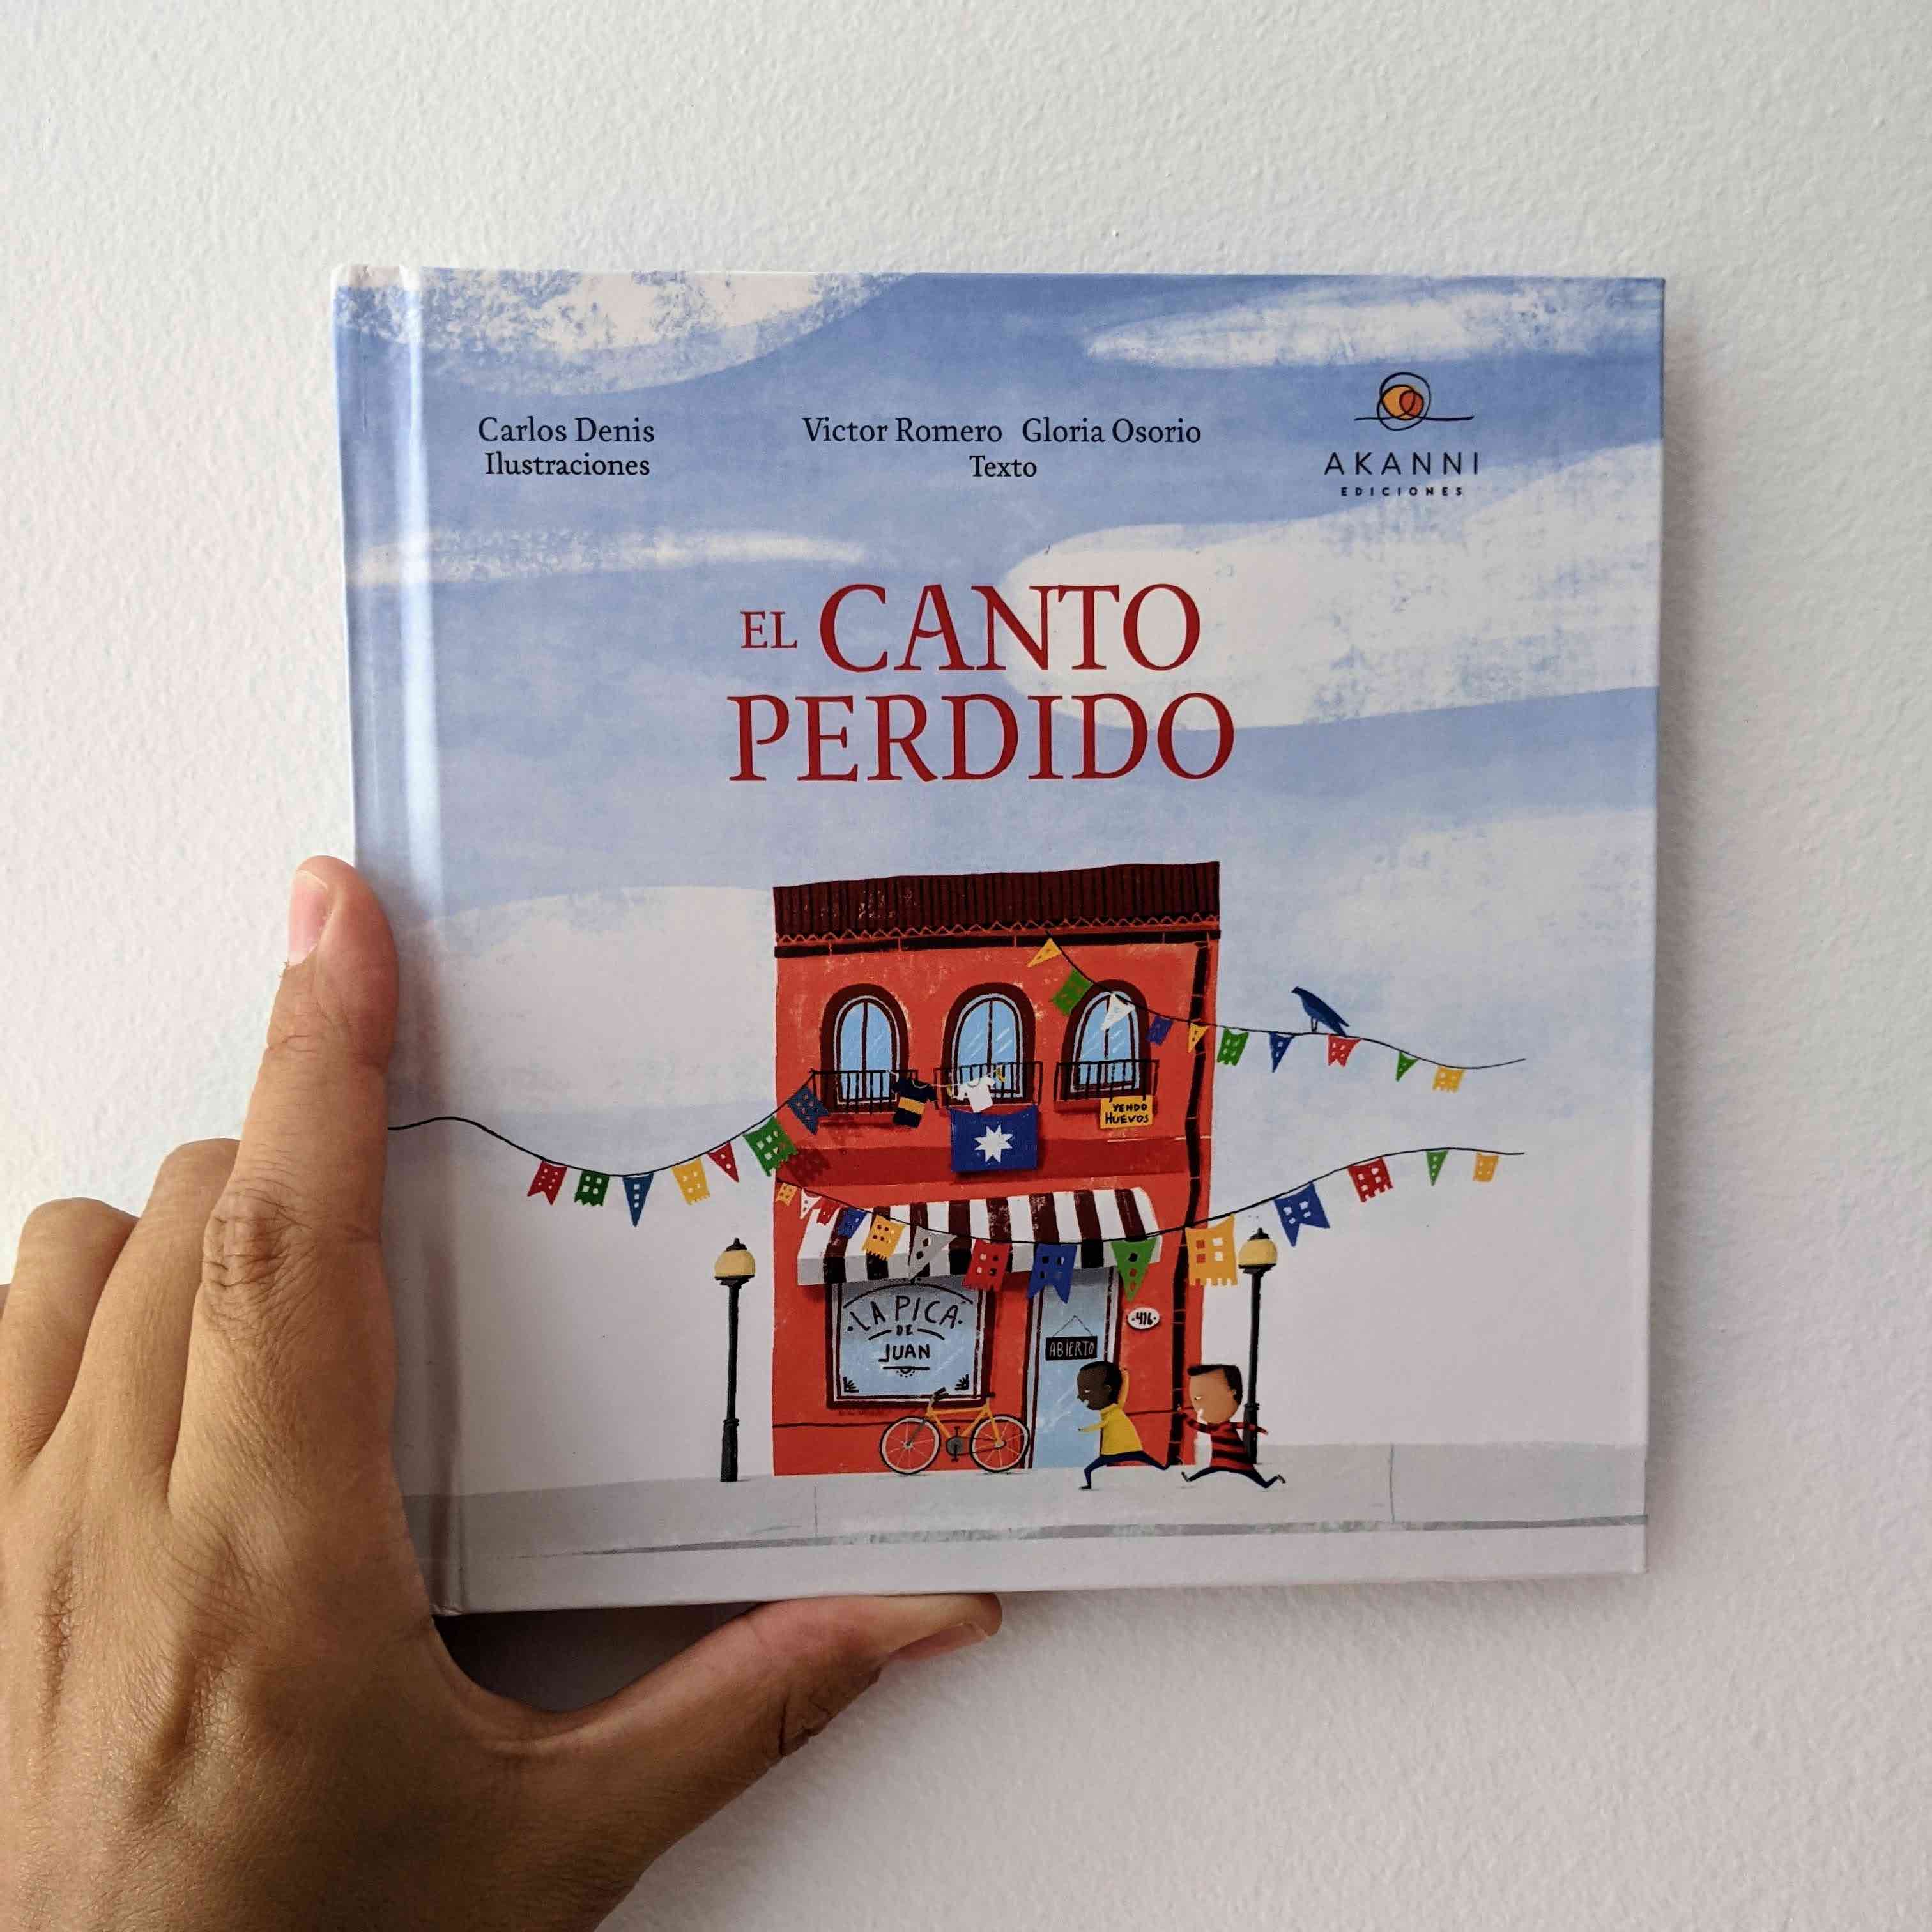 Carlos Denis
Ilustraciones
Victor Romero Gloria Osorio
Texto
AKANNI
EDICIONES
EL CANTO
PERDIDO
VENDO
HUEVOS
·LA PICA·
DE
JUAN
ABIERTO
·416·